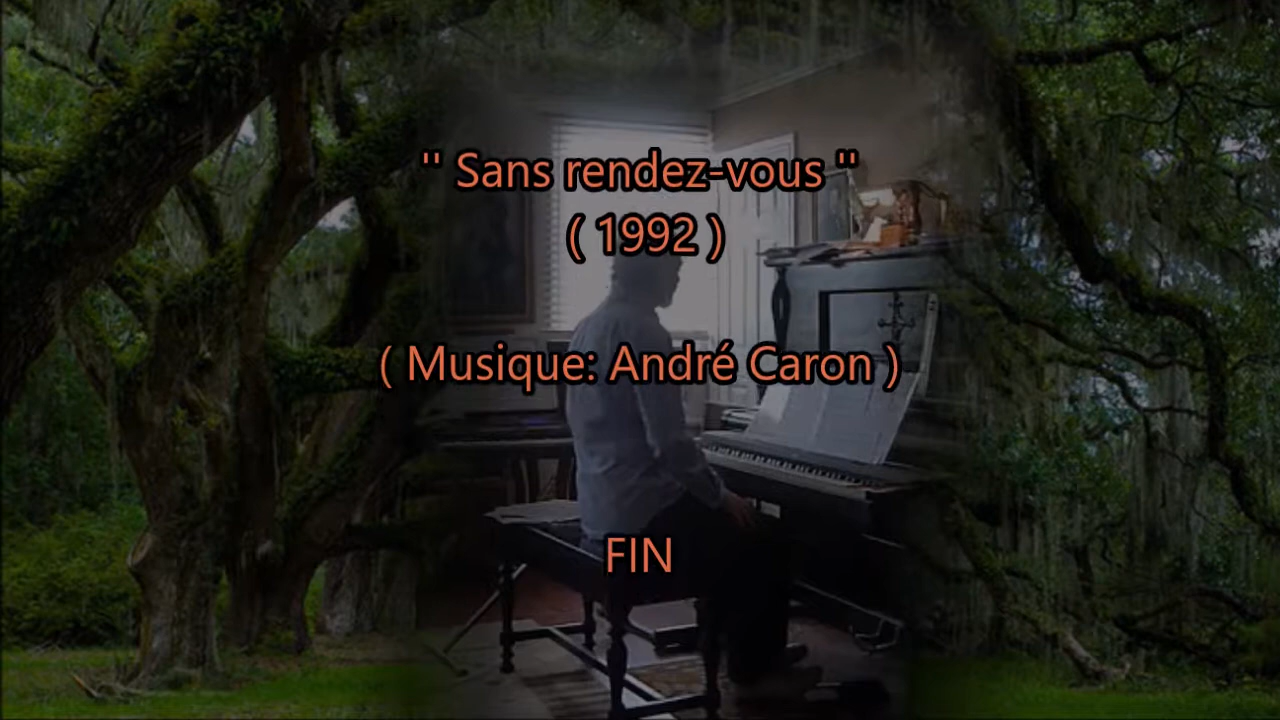 " Sans rendez-vous "
( 1992 )
( Musique: André Caron )
FIN